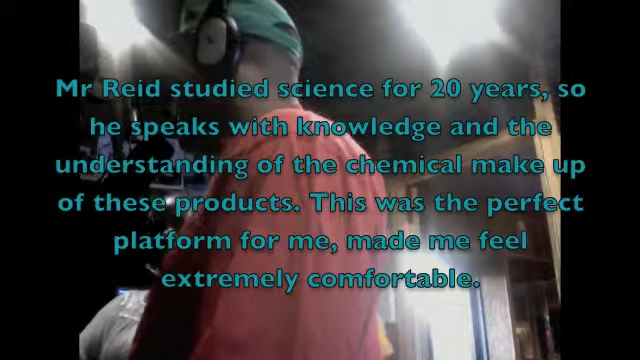 Mr Reid studied science for 20 years, so
he speaks with knowledge and the
understanding of the chemical make up
of these products. This was the perfect
platform for me, made me feel
extremely comfortable.